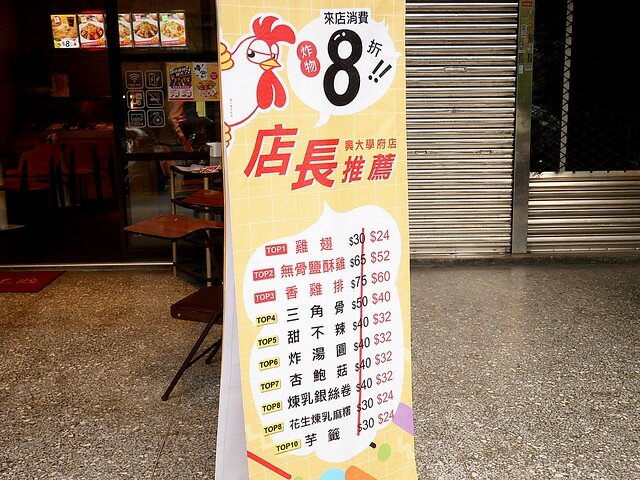 來店消費
炸物
8折!!
店長推薦
興大學府店
TOP1 雞翅 $30 $24
TOP2 無骨鹽酥雞 $65 $52
TOP3 香雞排 $75 $60
TOP4 三角骨 $50 $40
TOP5 甜不辣 $40 $32
TOP6 炸湯圓 $40 $32
TOP7 杏鮑菇 $40 $32
TOP8 煉乳銀絲卷 $40 $32
TOP8 花生煉乳麻糬 $30 $24
TOP10 芋籤 $30 $24